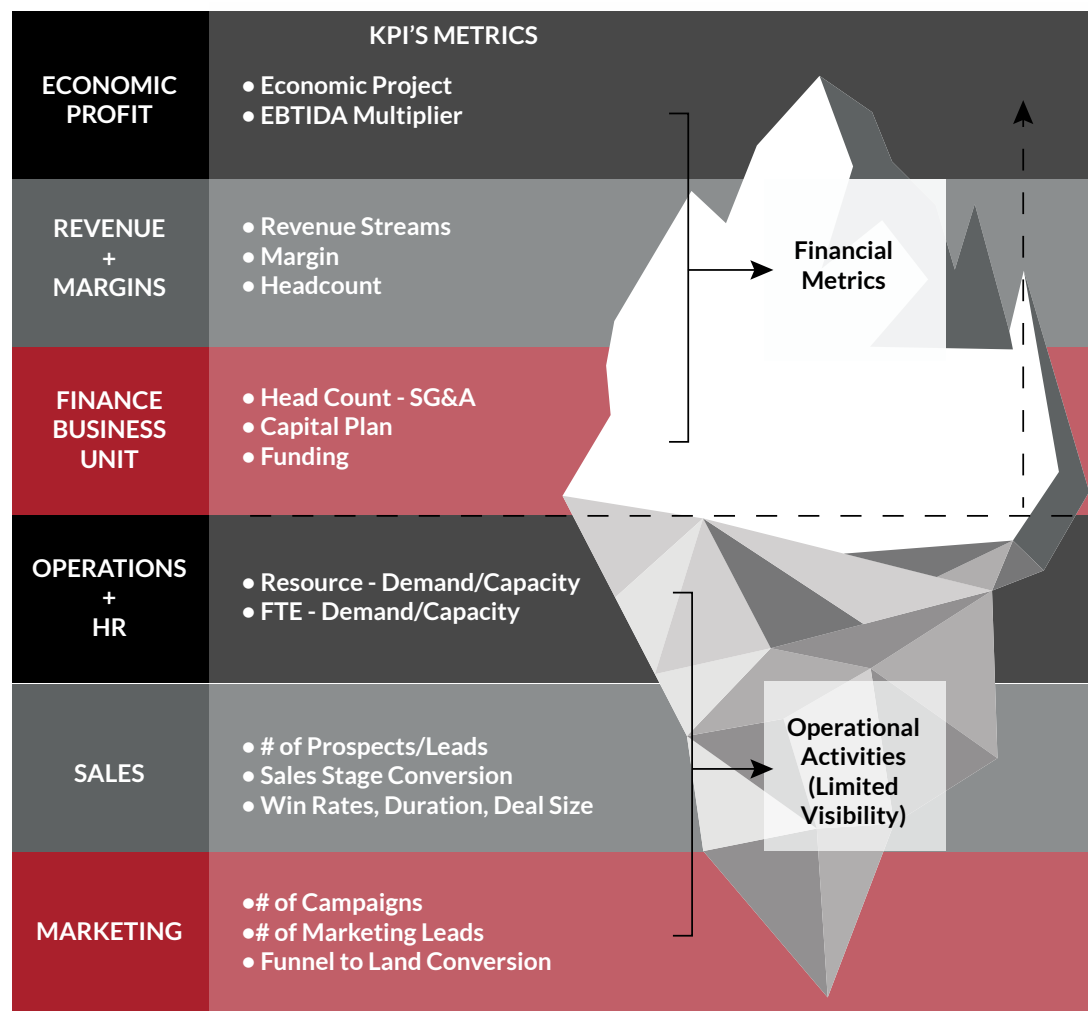 KPI'S METRICS
ECONOMIC
PROFIT
● Economic Project
● EBTIDA Multiplier
REVENUE
+
MARGINS
● Revenue Streams
● Margin
● Headcount
Financial
Metrics
FINANCE
BUSINESS
UNIT
● Head Count - SG&A
● Capital Plan
● Funding
OPERATIONS
+
HR
● Resource - Demand/Capacity
● FTE - Demand/Capacity
SALES
● # of Prospects/Leads
● Sales Stage Conversion
● Win Rates, Duration, Deal Size
Operational
Activities
(Limited
Visibility)
MARKETING
●# of Campaigns
●# of Marketing Leads
● Funnel to Land Conversion